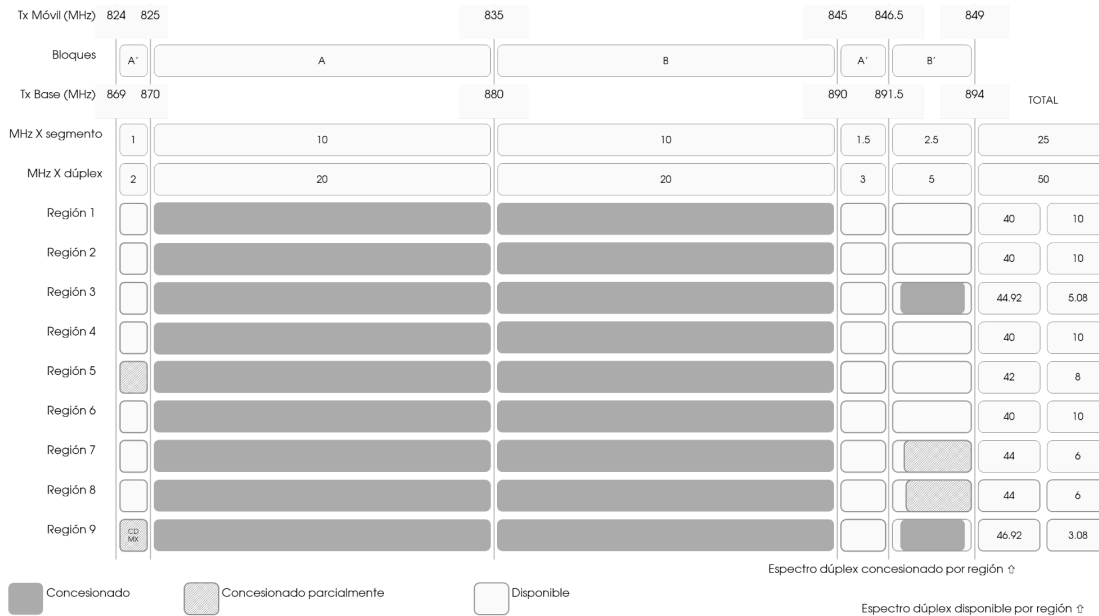 Tx Móvil (MHz) 824 825 835 845 846.5 849
Bloques A´ A B A´ B´
Tx Base (MHz) 869 870 880 890 891.5 894 TOTAL
MHz X segmento 1 10 10 1.5 2.5 25
MHz X dúplex 2 20 20 3 5 50
Región 1 40 10
Región 2 40 10
Región 3 44.92 5.08
Región 4 40 10
Región 5 42 8
Región 6 40 10
Región 7 44 6
Región 8 44 6
Región 9 CD MX 46.92 3.08
Espectro dúplex concesionado por región ⇧
Concesionado Concesionado parcialmente Disponible
Espectro dúplex disponible por región ⇧